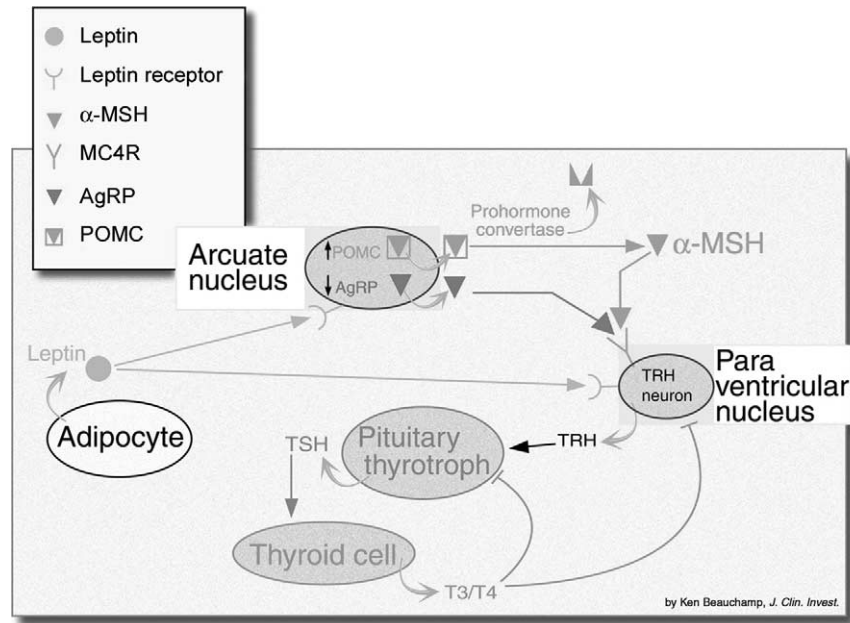 Leptin
Leptin receptor
α-MSH
MC4R
AgRP
POMC
Prohormone
convertase
Arcuate
nucleus
POMC
AgRP
α-MSH
Leptin
TRH
neuron
Para
ventricular
nucleus
Adipocyte
TSH
Pituitary
thyrotroph
TRH
Thyroid cell
T3/T4
by Ken Beauchamp, J. Clin. Invest.